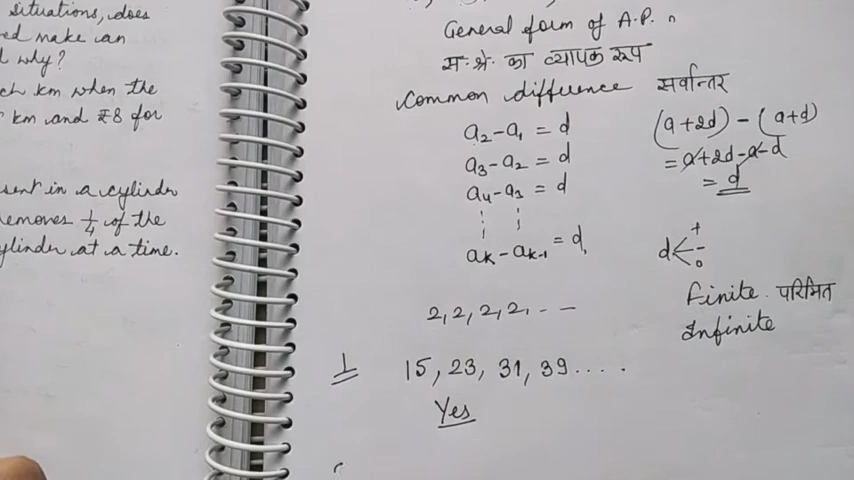 situations, does
ed make an
why?
ch km when the
km and ₹8 for
sent in a cylinder
removes 1/4 of the
ylinder at a time.
General form of A.P.
स. श्रे. का व्यापक रूप
Common difference सर्वान्तर
a₂-a₁ = d
a₃-a₂ = d
a₄-a₃ = d
aₖ-aₖ₋₁ = d,
(a+2d) - (a+d)
= a+2d-a-d
= d
d < + - 0
Finite. परिमित
Infinite
2, 2, 2, 2, - -
1 15, 23, 31, 39....
Yes